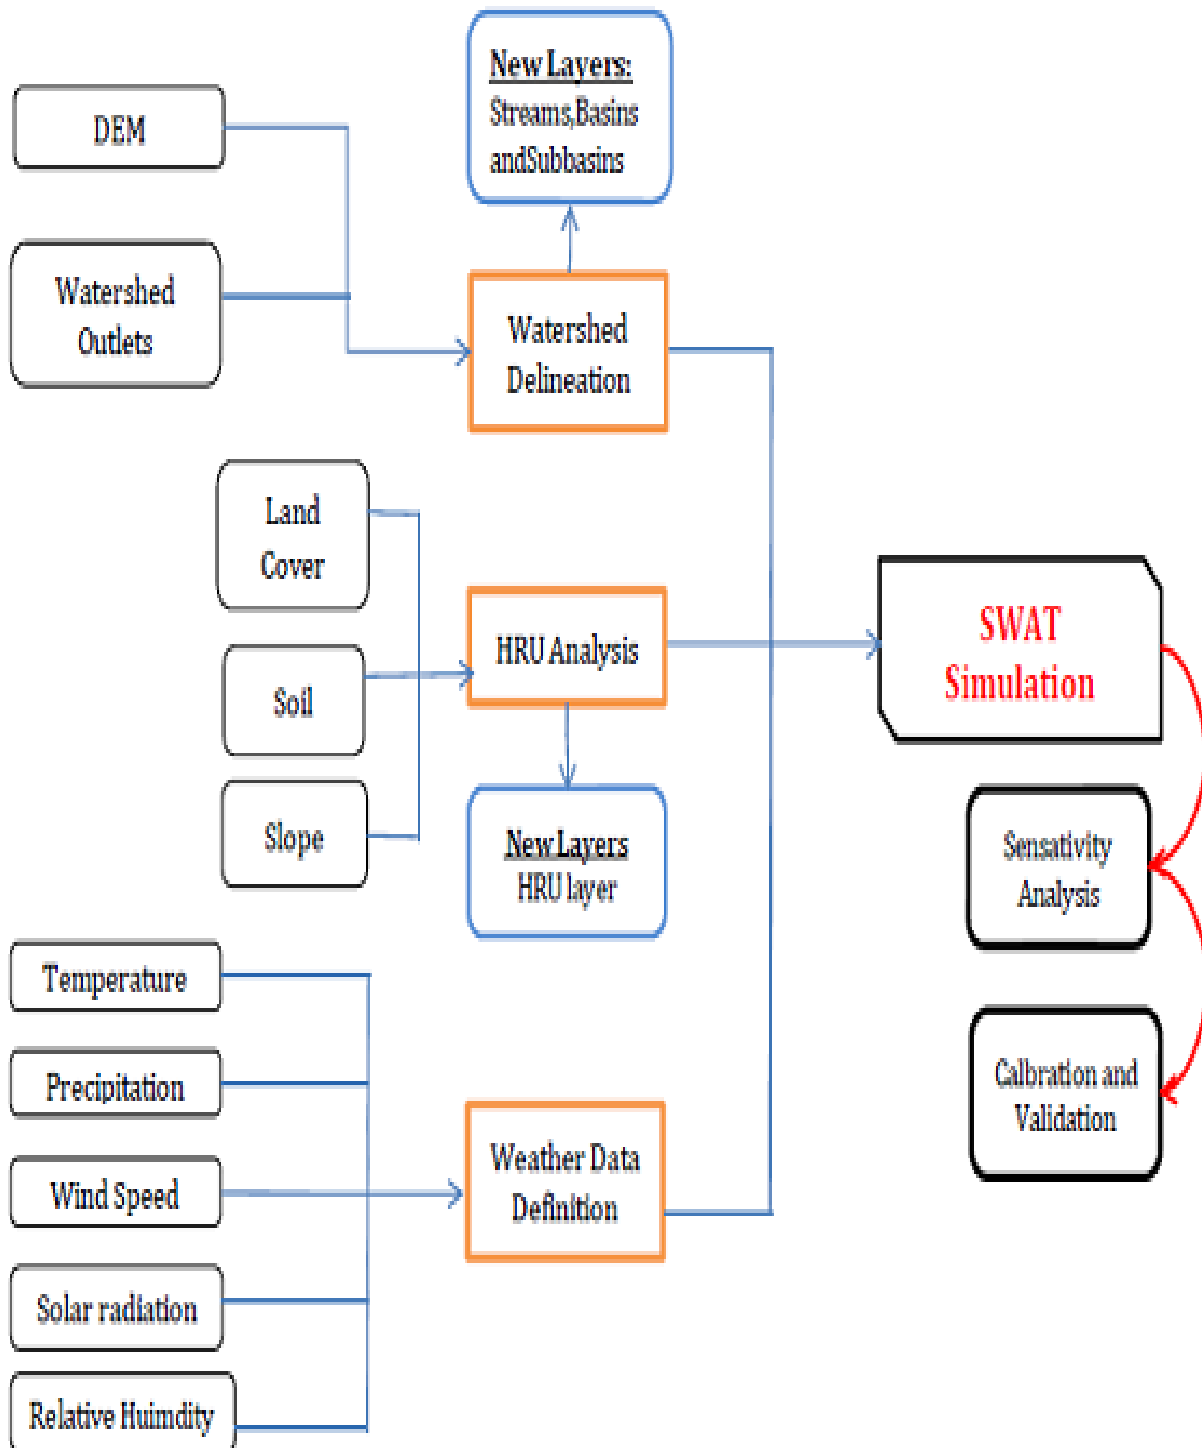 New Layers:
Streams,Basins
andSubbasins
DEM
Watershed
Outlets
Watershed
Delineation
Land
Cover
HRU Analysis
Soil
Slope
New Layers
HRU layer
SWAT
Simulation
Sensativity
Analysis
Calbration and
Validation
Temperature
Precipitation
Wind Speed
Solar radiation
Relative Huimdity
Weather Data
Definition